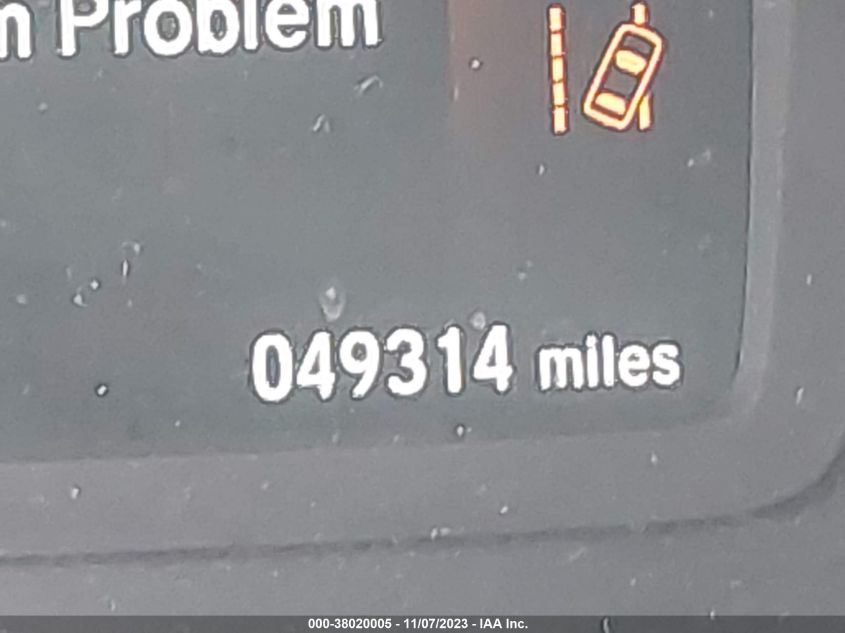 Problem
049314 miles
000-38020005 - 11/07/2023 - IAA Inc.